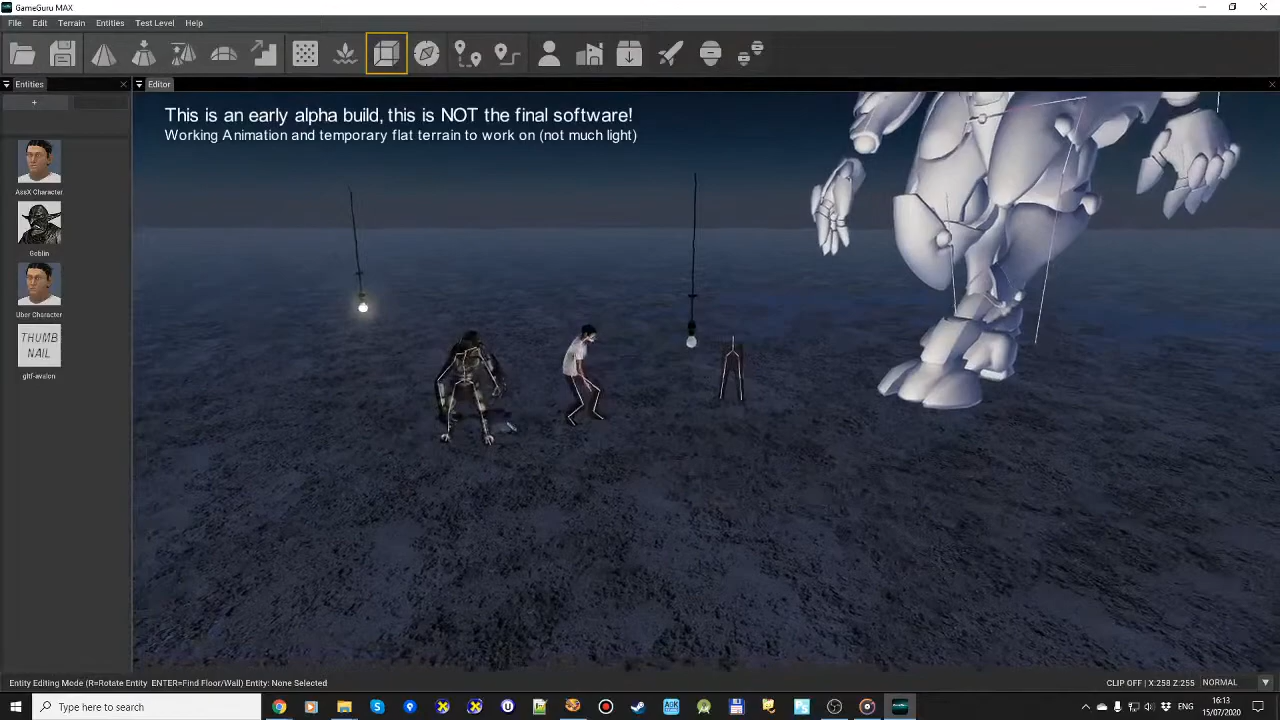 GameGuru MAX
File Edit Terrain Entities Test Level Help
Entities
Editor
+
This is an early alpha build, this is NOT the final software!
Working Animation and temporary flat terrain to work on (not much light)
AssX Character
Goblin
Uber Character
THUMB
NAIL
gltf-avalon
Entity Editing Mode (R=Rotate Entity ENTER=Find Floor/Wall) Entity: None Selected
CLIP OFF | X:258 Z:255 NORMAL
Type here to search
AGK
16:13
15/07/2020